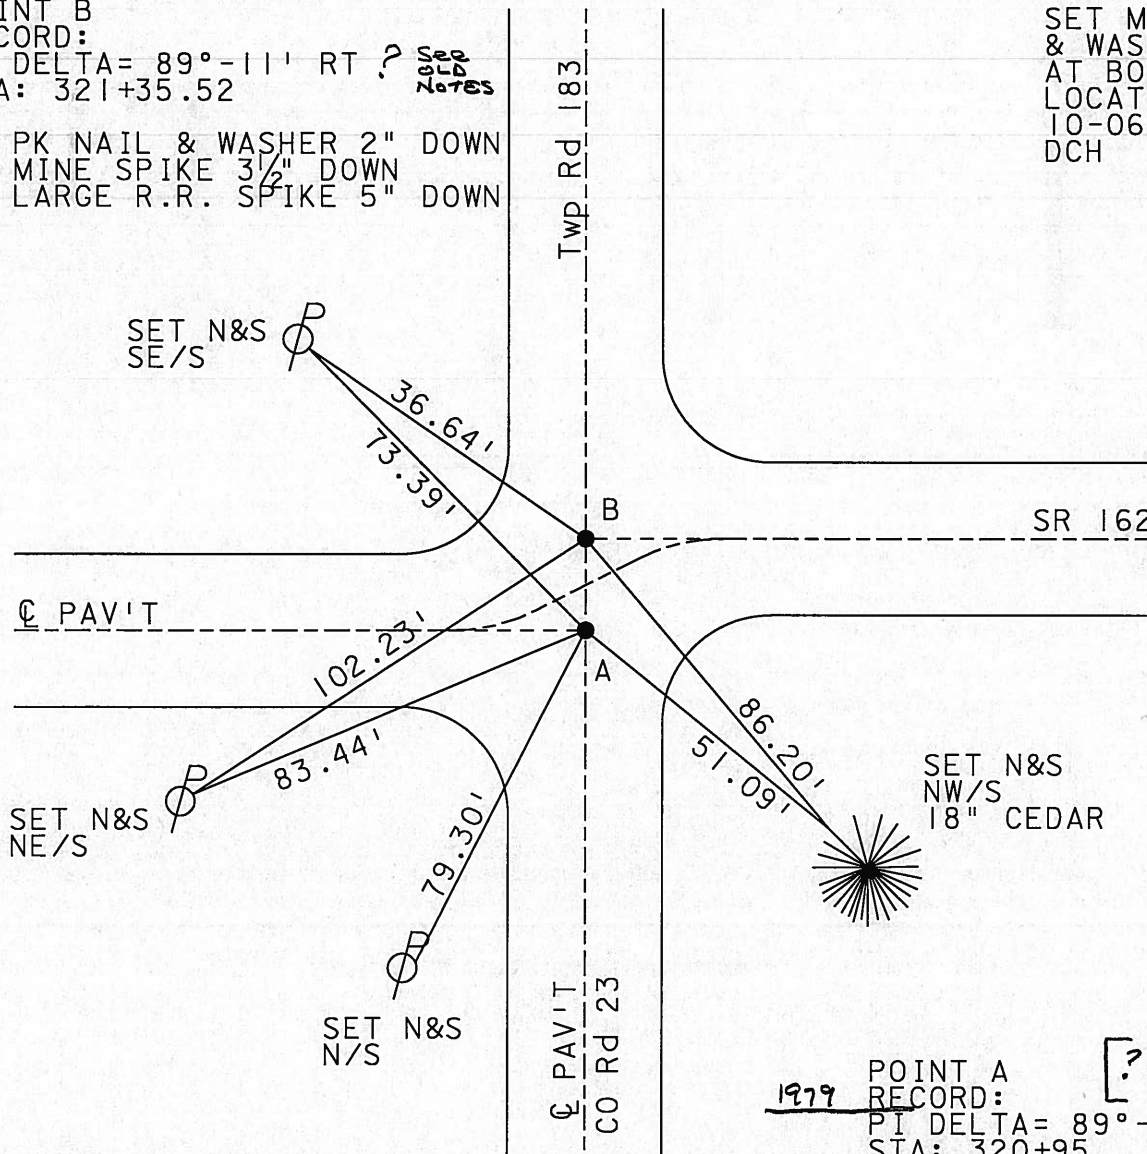 INT B
CORD:
DELTA= 89°-11' RT ? See OLD NOTES
A: 321+35.52
PK NAIL & WASHER 2" DOWN
MINE SPIKE 3½" DOWN
LARGE R.R. SPIKE 5" DOWN
Twp Rd 183
SET M
& WAS
AT BO
LOCAT
10-06
DCH
SET N&S
SE/S
P
36.64'
73.39'
B
SR 162
℄ PAV'T
102.23'
A
83.44'
86.20'
51.09'
P
SET N&S
NE/S
79.30'
SET N&S
NW/S
18" CEDAR
P
SET N&S
N/S
℄ PAV'T
CO Rd 23
POINT A
1979 RECORD:
[?
PI DELTA= 89°-
STA: 320+95